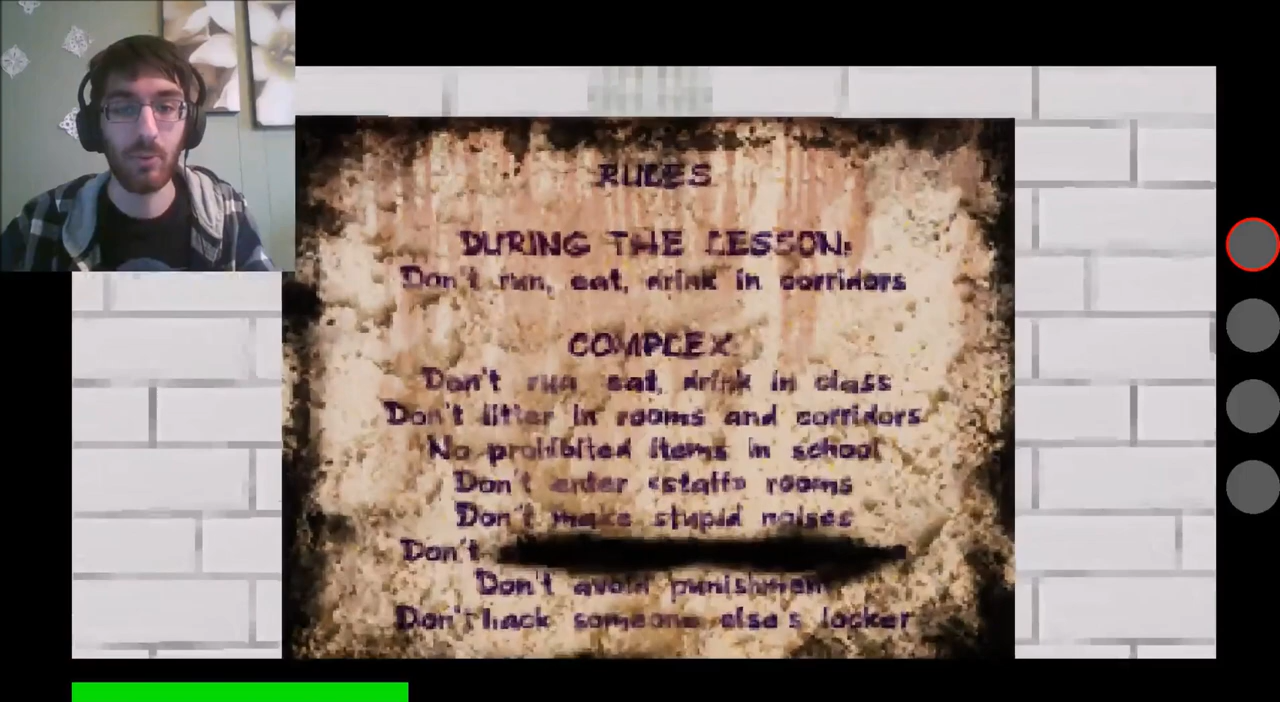 RULES
DURING THE LESSON:
Don't run, eat, drink in corridors
COMPLEX
Don't run eat, drink in class
Don't litter in rooms and corridors
No prohibited items in school
Don't enter «staff» rooms
Don't make stupid noises
Don't
Don't avoid punishment
Don't hack someone else's locker